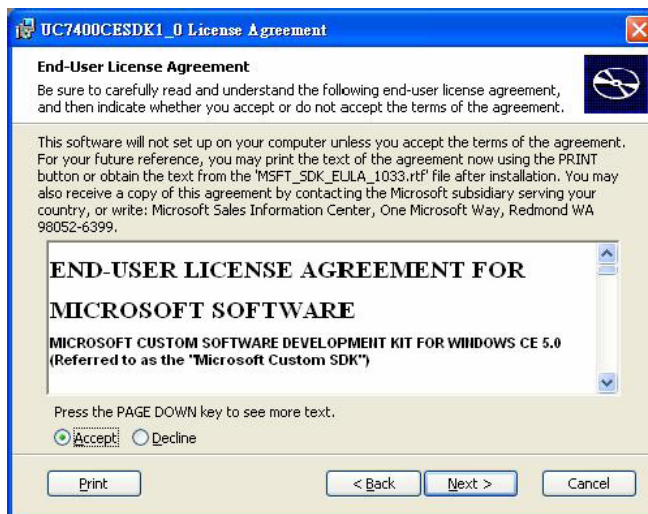 UC7400CESDK1_0 License Agreement
End-User License Agreement
Be sure to carefully read and understand the following end-user license agreement,
and then indicate whether you accept or do not accept the terms of the agreement.
This software will not set up on your computer unless you accept the terms of the agreement.
For your future reference, you may print the text of the agreement now using the PRINT
button or obtain the text from the 'MSFT_SDK_EULA_1033.rtf' file after installation. You may
also receive a copy of this agreement by contacting the Microsoft subsidiary serving your
country, or write: Microsoft Sales Information Center, One Microsoft Way, Redmond WA
98052-6399.
END-USER LICENSE AGREEMENT FOR
MICROSOFT SOFTWARE
MICROSOFT CUSTOM SOFTWARE DEVELOPMENT KIT FOR WINDOWS CE 5.0
(Referred to as the "Microsoft Custom SDK")
Press the PAGE DOWN key to see more text.
Accept Decline
Print < Back Next > Cancel